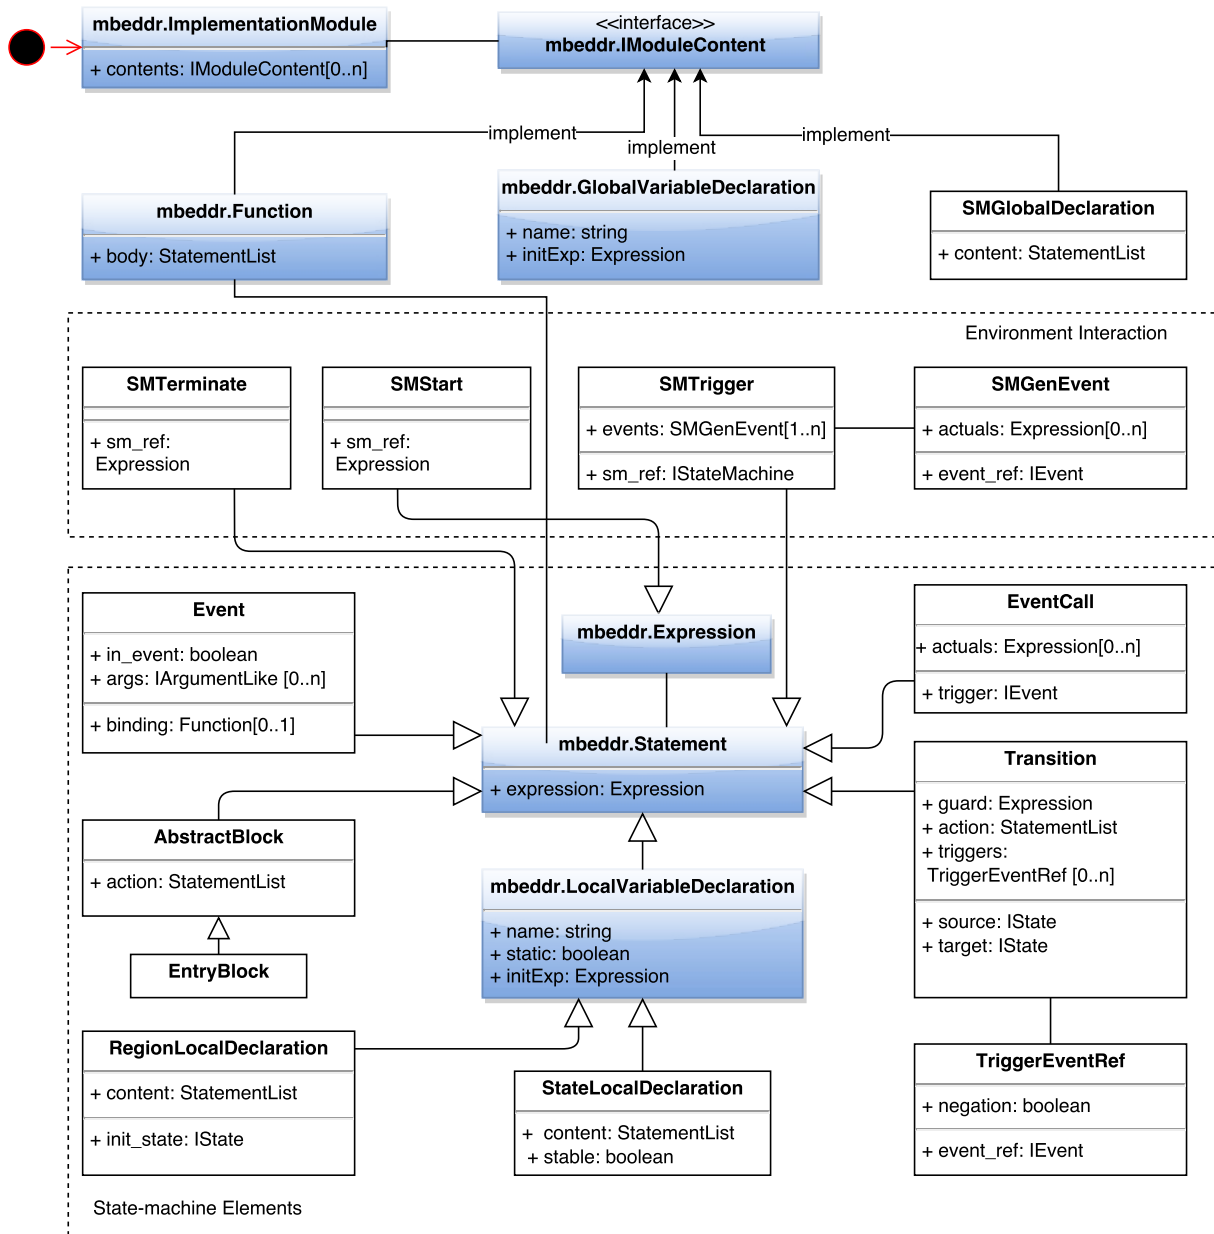 mbeddr.ImplementationModule
+ contents: IModuleContent[0..n]
<<interface>>
mbeddr.IModuleContent
implement
implement
implement
mbeddr.Function
+ body: StatementList
mbeddr.GlobalVariableDeclaration
+ name: string
+ initExp: Expression
SMGlobalDeclaration
+ content: StatementList
Environment Interaction
SMTerminate
+ sm_ref:
Expression
SMStart
+ sm_ref:
Expression
SMTrigger
+ events: SMGenEvent[1..n]
+ sm_ref: IStateMachine
SMGenEvent
+ actuals: Expression[0..n]
+ event_ref: IEvent
Event
+ in_event: boolean
+ args: IArgumentLike [0..n]
+ binding: Function[0..1]
mbeddr.Expression
EventCall
+ actuals: Expression[0..n]
+ trigger: IEvent
mbeddr.Statement
+ expression: Expression
Transition
+ guard: Expression
+ action: StatementList
+ triggers:
TriggerEventRef [0..n]
+ source: IState
+ target: IState
AbstractBlock
+ action: StatementList
EntryBlock
mbeddr.LocalVariableDeclaration
+ name: string
+ static: boolean
+ initExp: Expression
RegionLocalDeclaration
+ content: StatementList
+ init_state: IState
StateLocalDeclaration
+ content: StatementList
+ stable: boolean
TriggerEventRef
+ negation: boolean
+ event_ref: IEvent
State-machine Elements